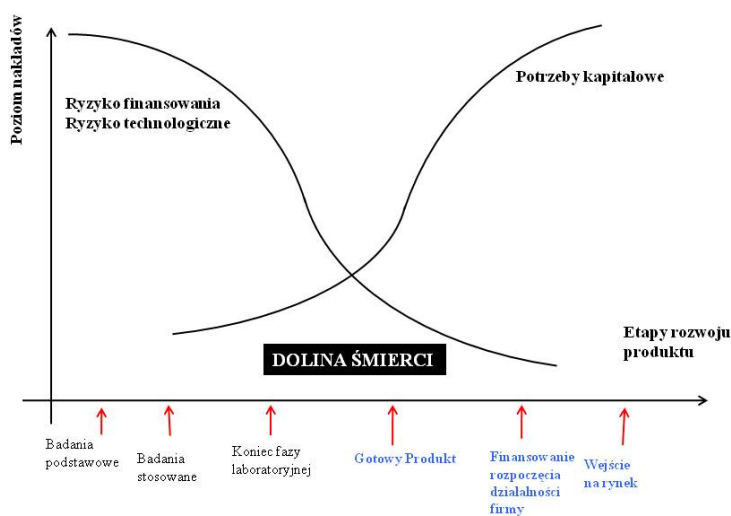 Poziom nakładów
Ryzyko finansowania
Ryzyko technologiczne
Potrzeby kapitałowe
Etapy rozwoju
produktu
DOLINA ŚMIERCI
Badania
podstawowe
Badania
stosowane
Koniec fazy
laboratoryjnej
Gotowy Produkt
Finansowanie
rozpoczęcia
działalności
firmy
Wejście
na rynek